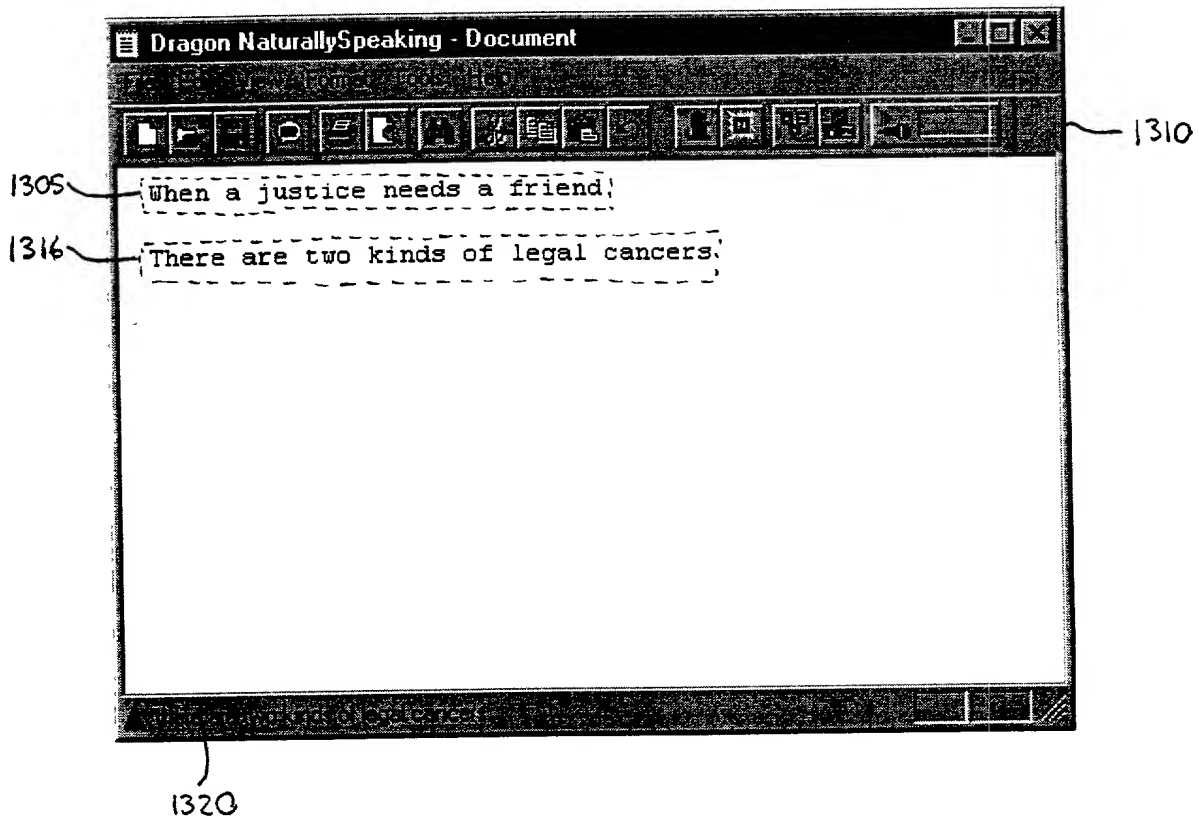 Dragon NaturallySpeaking - Document
1310
1305
When a justice needs a friend
1316
There are two kinds of legal cancers
1320